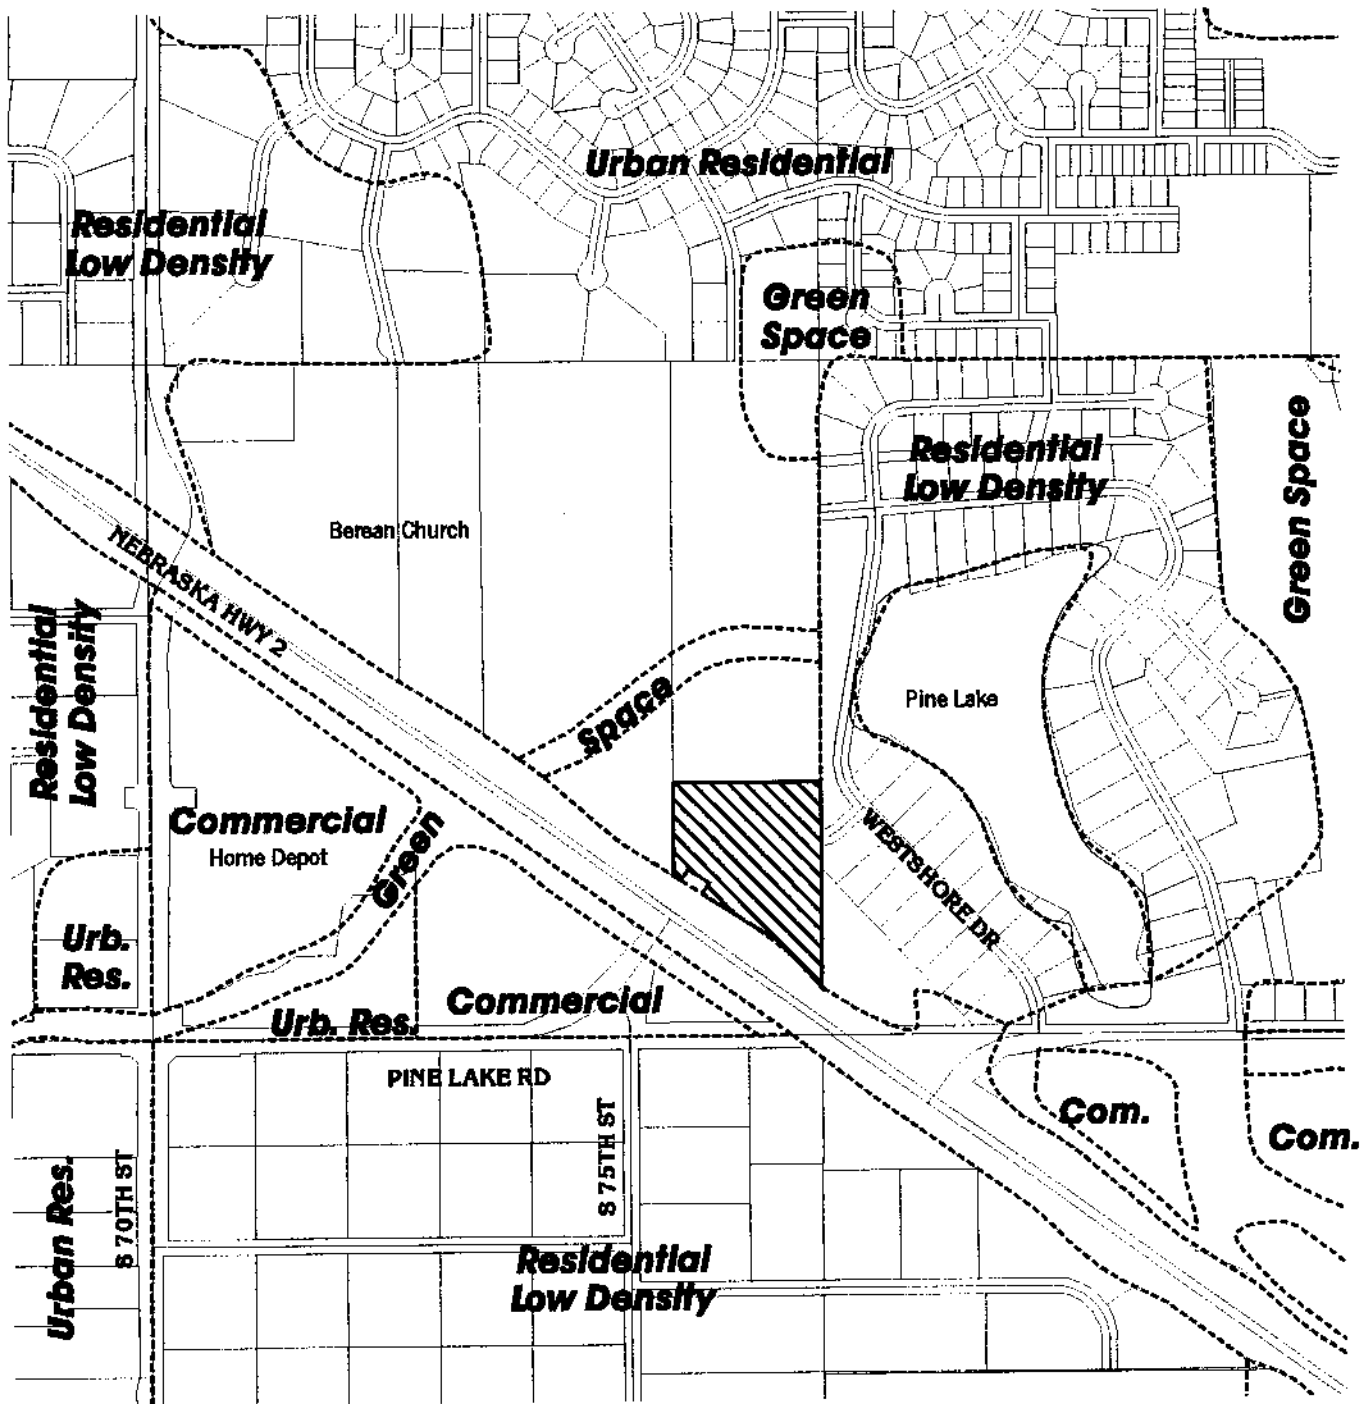 Urban Residential
Residential
Low Density
Green
Space
Residential
Low Density
Green Space
Berean Church
NEBRASKA HWY 2
Residential
Low Density
Space
Pine Lake
Commercial
Home Depot
Green
WESTSHORE DR
Urb.
Res.
Commercial
Urb. Res.
PINE LAKE RD
Com.
Com.
S 75TH ST
S 70TH ST
Urban Res.
Residential
Low Density